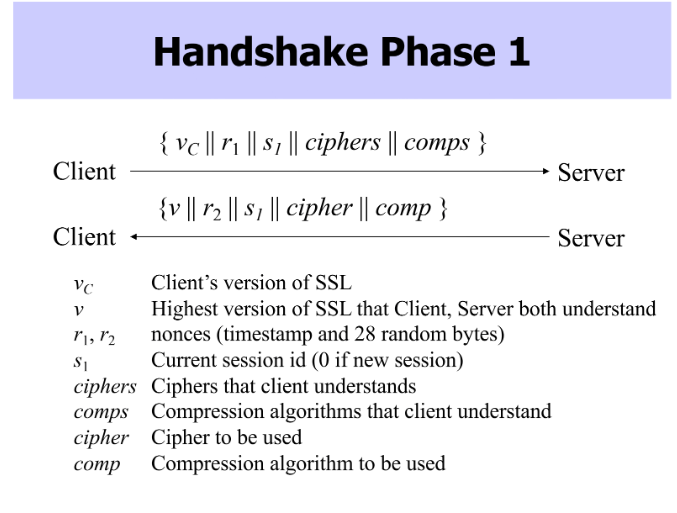 Handshake Phase 1
{ vC || r1 || s1 || ciphers || comps }
Client Server
{v || r2 || s1 || cipher || comp }
Client Server
vC Client’s version of SSL
v Highest version of SSL that Client, Server both understand
r1, r2 nonces (timestamp and 28 random bytes)
s1 Current session id (0 if new session)
ciphers Ciphers that client understands
comps Compression algorithms that client understand
cipher Cipher to be used
comp Compression algorithm to be used